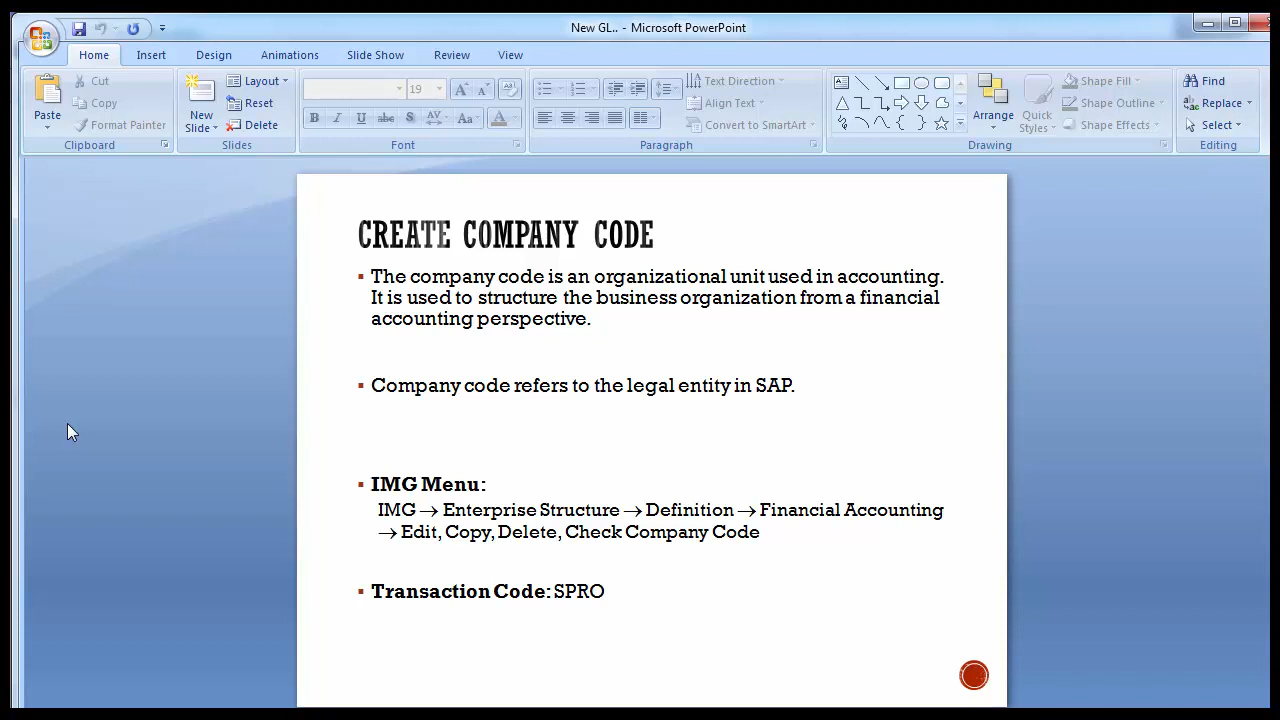 New GL.. - Microsoft PowerPoint
Home Insert Design Animations Slide Show Review View
Paste
Cut
Copy
Format Painter
Clipboard
New Slide
Layout
Reset
Delete
Slides
19
A A
B I U abc S AV Aa A
Font
Text Direction
Align Text
Convert to SmartArt
Paragraph
Arrange
Quick Styles
Shape Fill
Shape Outline
Shape Effects
Drawing
Find
Replace
Select
Editing
CREATE COMPANY CODE
▪ The company code is an organizational unit used in accounting.
It is used to structure the business organization from a financial
accounting perspective.
▪ Company code refers to the legal entity in SAP.
▪ IMG Menu:
IMG → Enterprise Structure → Definition → Financial Accounting
→ Edit, Copy, Delete, Check Company Code
▪ Transaction Code: SPRO